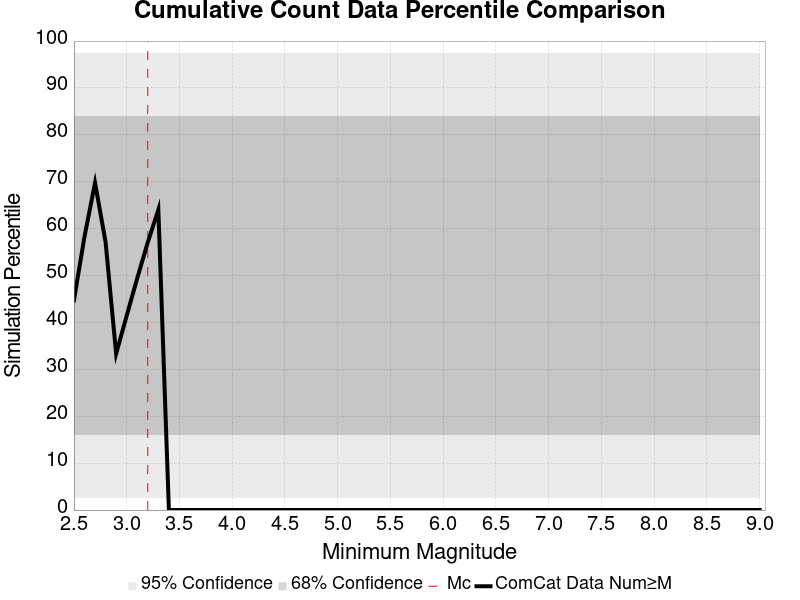 Cumulative Count Data Percentile Comparison
100
90
80
70
60
50
40
30
20
10
0
Simulation Percentile
2.5 3.0 3.5 4.0 4.5 5.0 5.5 6.0 6.5 7.0 7.5 8.0 8.5 9.0
Minimum Magnitude
95% Confidence 68% Confidence Mc ComCat Data Num≥M